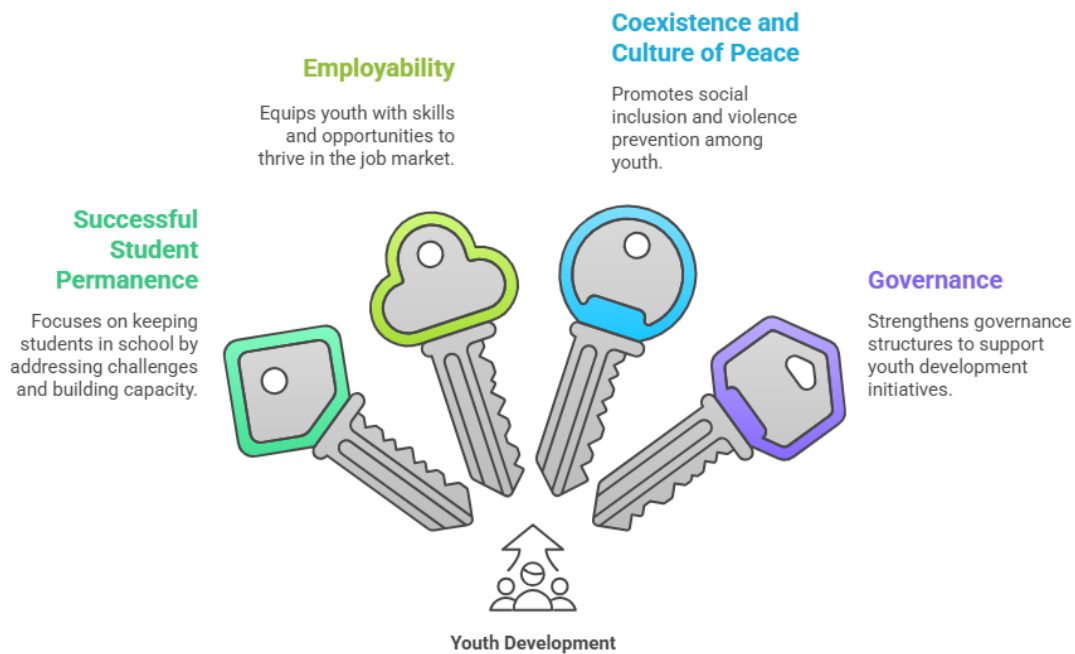 Successful
Student
Permanence
Focuses on keeping
students in school by
addressing challenges
and building capacity.
Employability
Equips youth with skills
and opportunities to
thrive in the job market.
Coexistence and
Culture of Peace
Promotes social
inclusion and violence
prevention among
youth.
Governance
Strengthens governance
structures to support
youth development
initiatives.
Youth Development